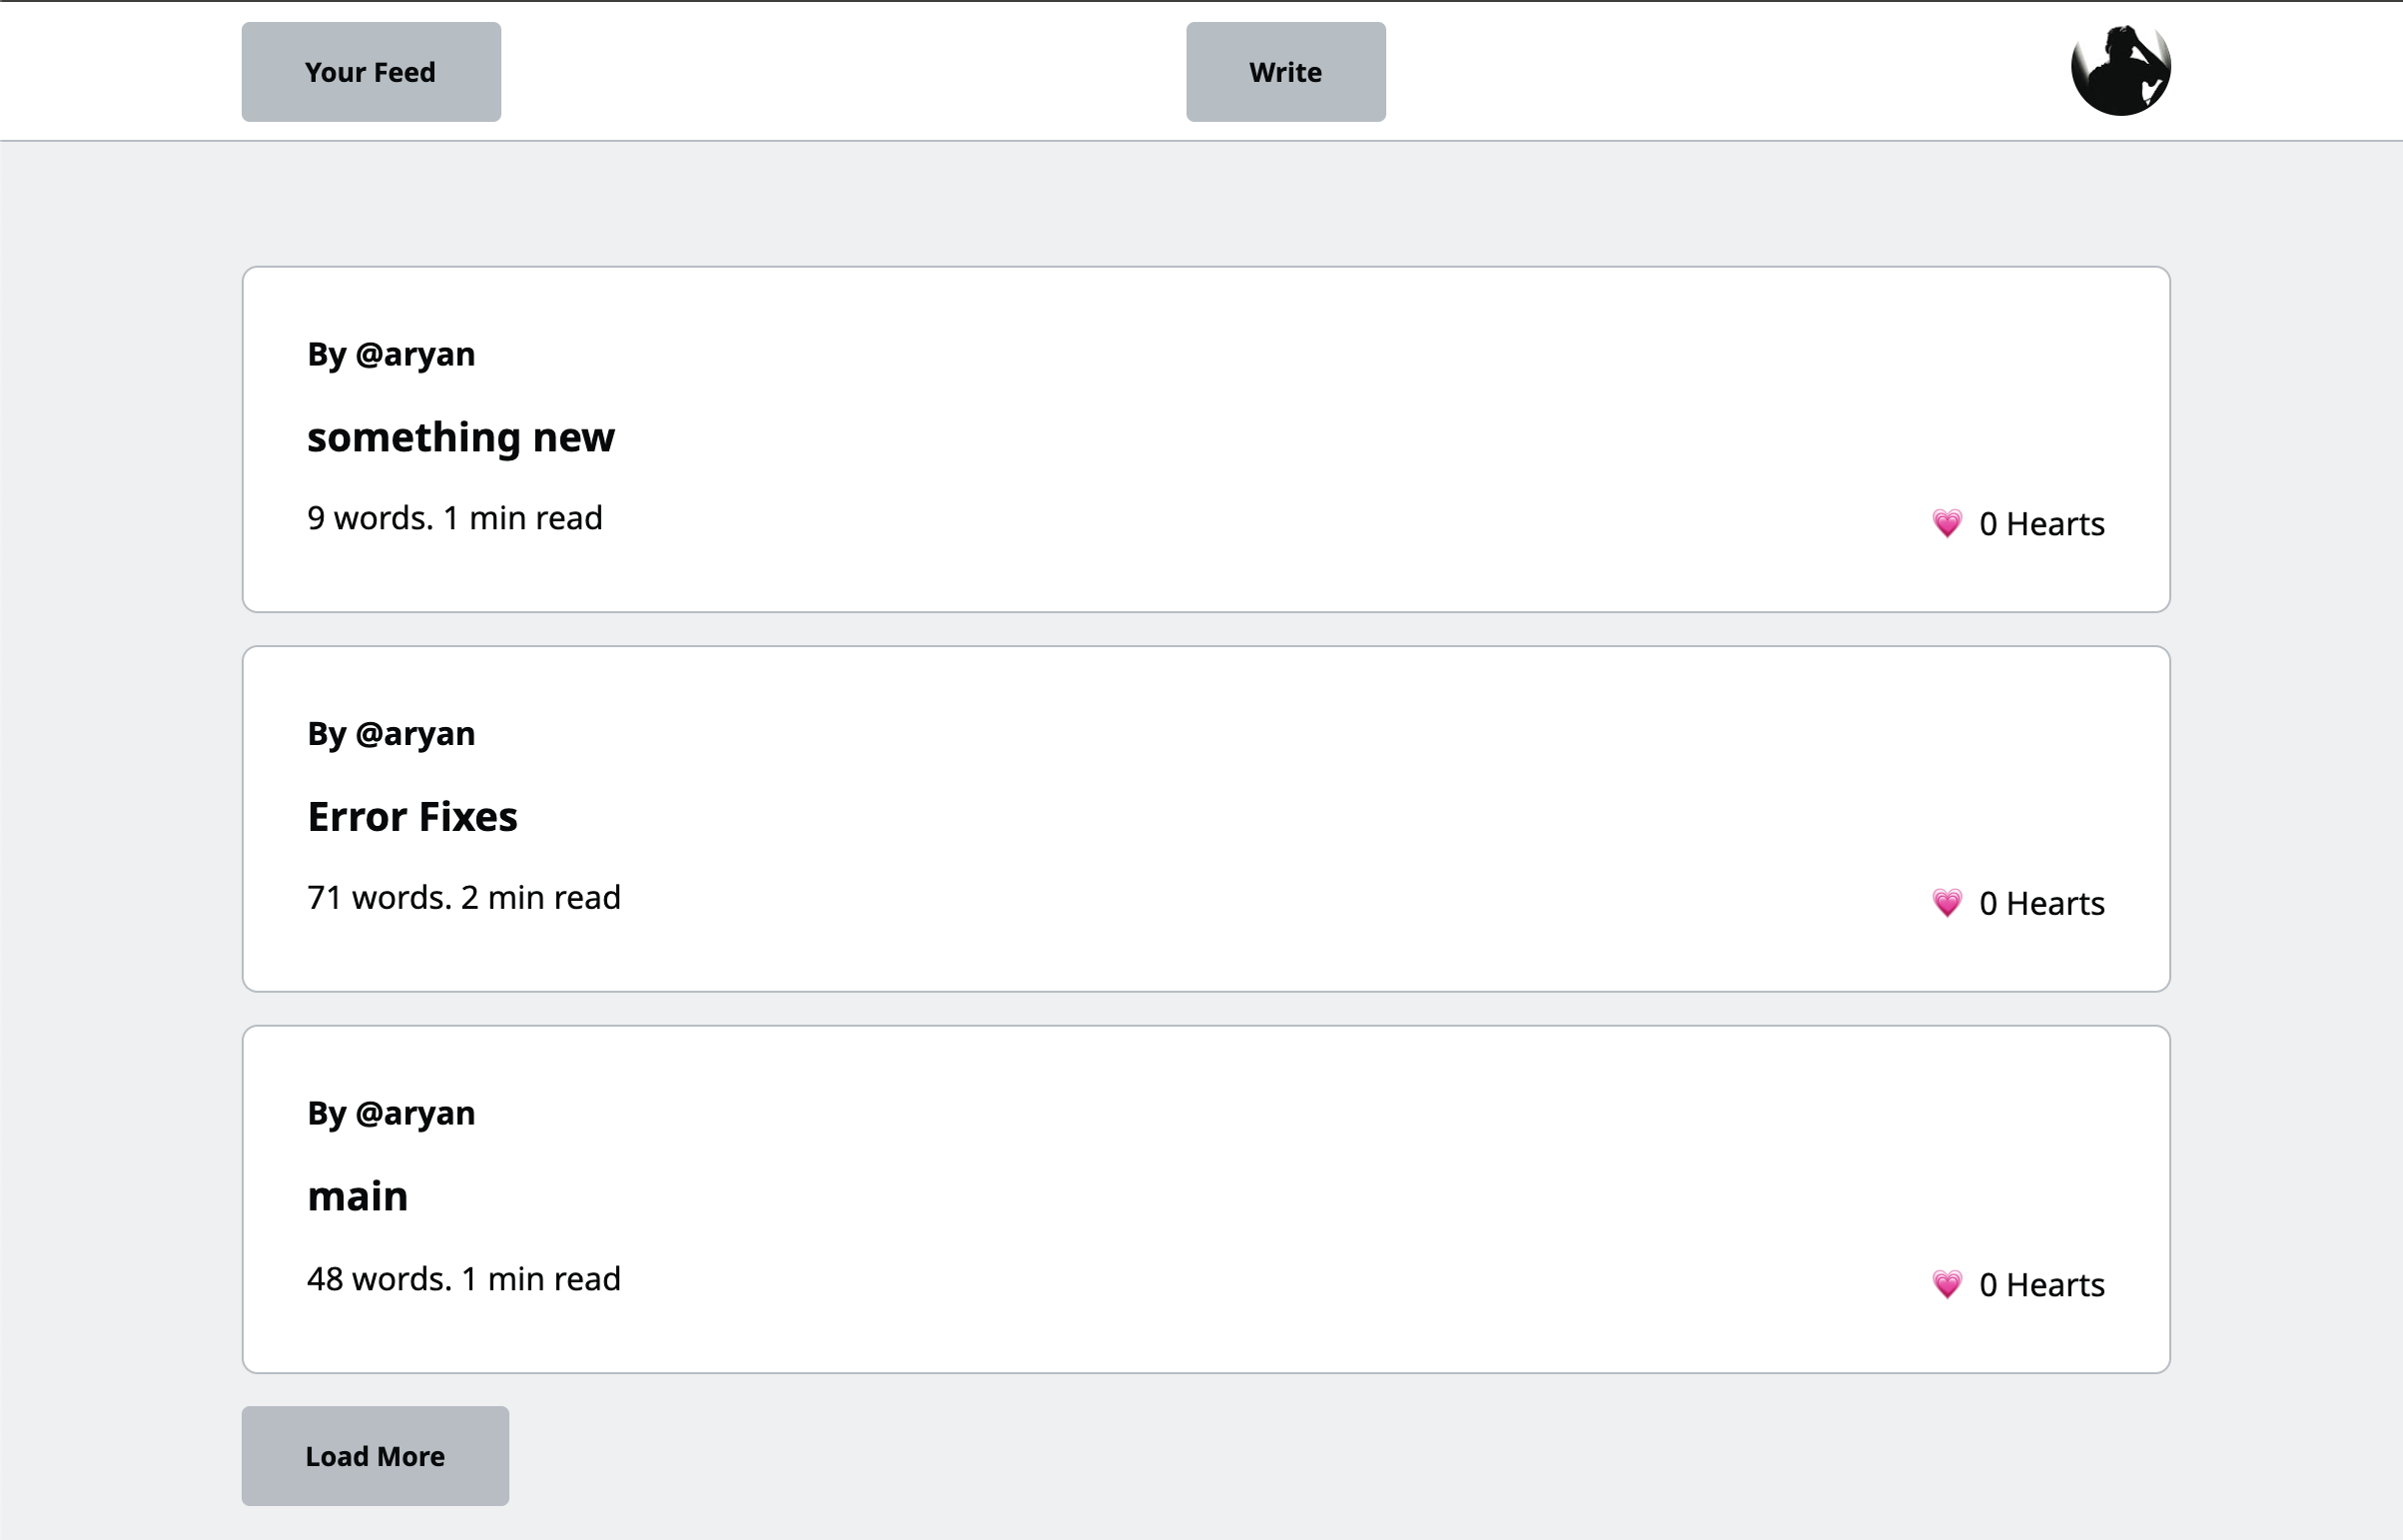 Your Feed
Write
By @aryan
something new
9 words. 1 min read
💗 0 Hearts
By @aryan
Error Fixes
71 words. 2 min read
💗 0 Hearts
By @aryan
main
48 words. 1 min read
💗 0 Hearts
Load More